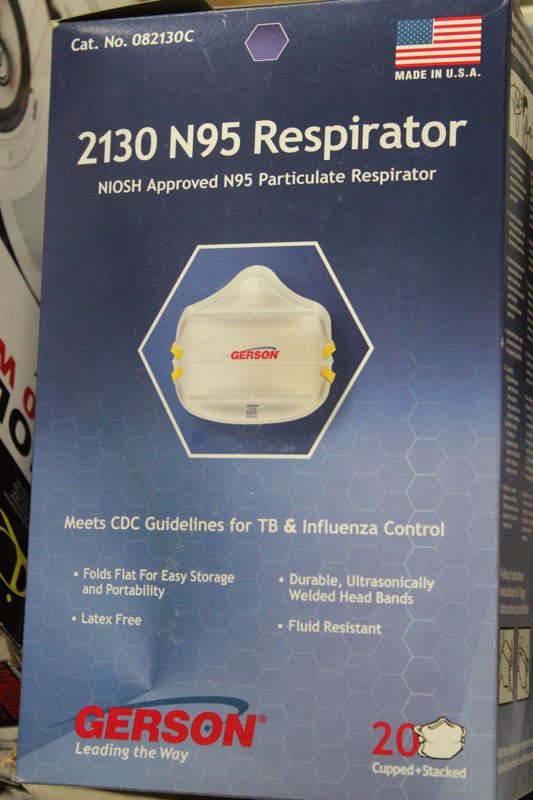 Cat. No. 082130C
MADE IN U.S.A.
2130 N95 Respirator
NIOSH Approved N95 Particulate Respirator
GERSON
Meets CDC Guidelines for TB & Influenza Control
• Folds Flat For Easy Storage
and Portability
• Latex Free
• Durable, Ultrasonically
Welded Head Bands
• Fluid Resistant
GERSON®
Leading the Way
20
Cupped+Stacked